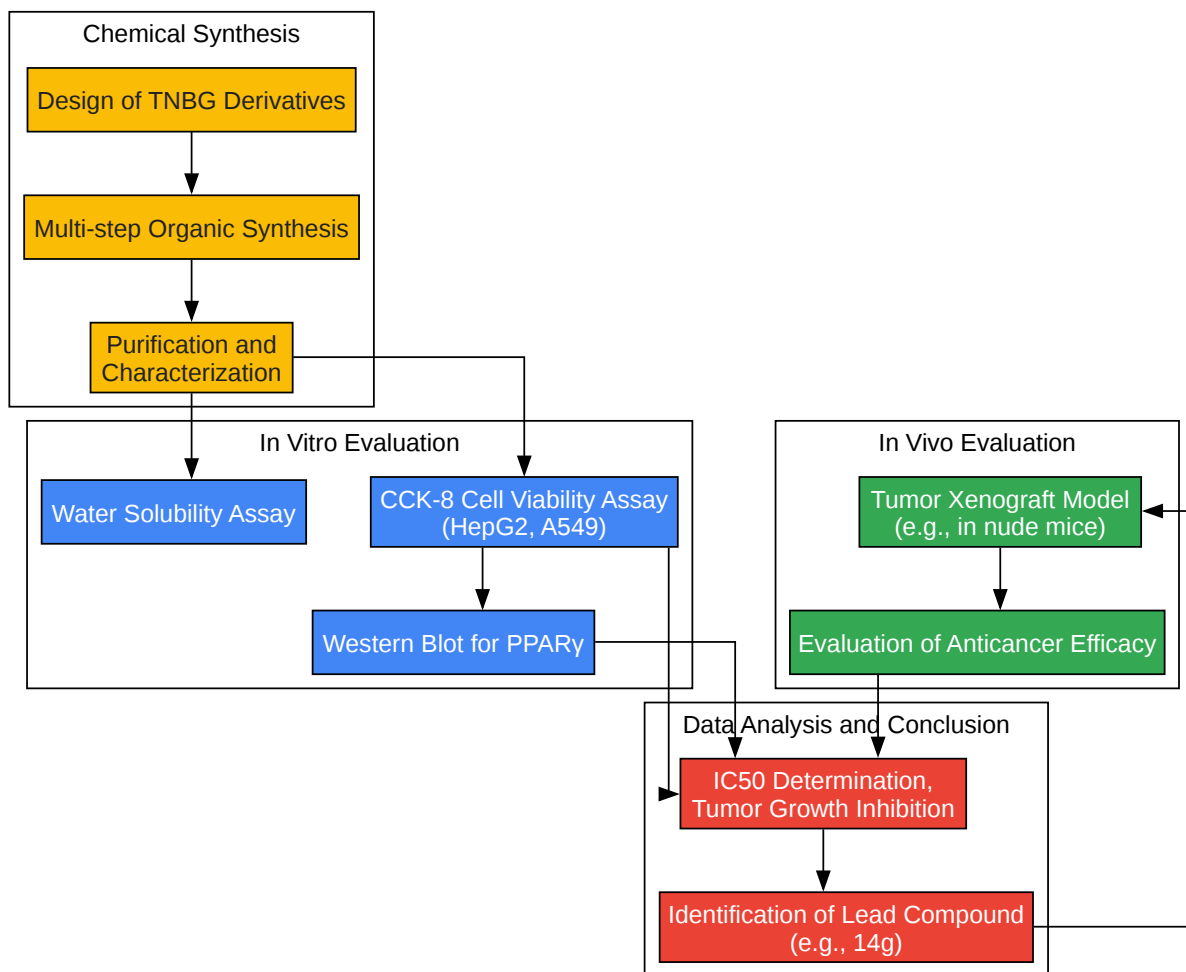 Chemical Synthesis
Design of TNBG Derivatives
Multi-step Organic Synthesis
Purification and
Characterization
In Vitro Evaluation
Water Solubility Assay
CCK-8 Cell Viability Assay
(HepG2, A549)
Western Blot for PPARγ
In Vivo Evaluation
Tumor Xenograft Model
(e.g., in nude mice)
Evaluation of Anticancer Efficacy
Data Analysis and Conclusion
IC50 Determination,
Tumor Growth Inhibition
Identification of Lead Compound
(e.g., 14g)